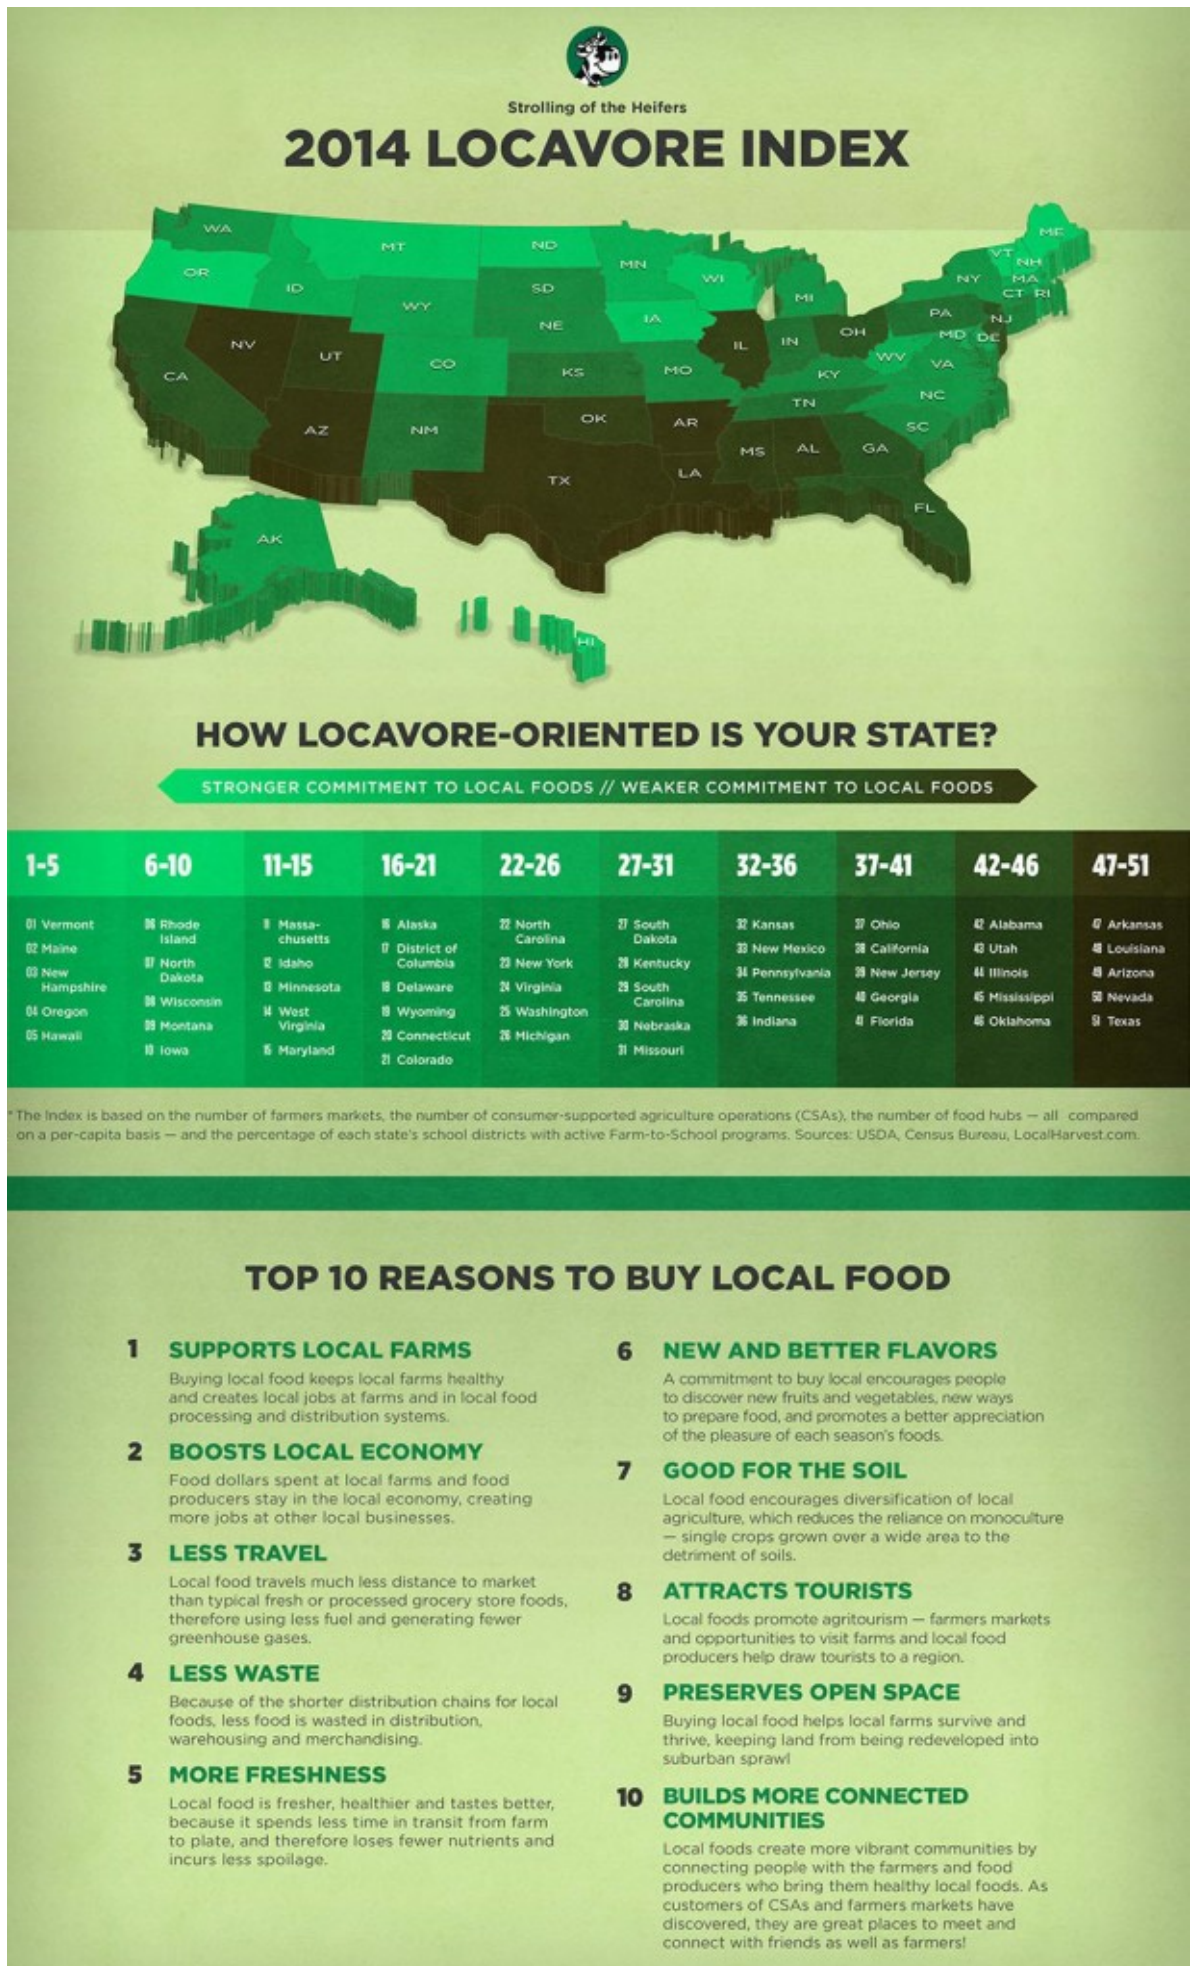 Strolling of the Heifers
2014 LOCAVORE INDEX
WA
OR
ID
MT
ND
MN
SD
WY
NE
IA
WI
MI
ME
VT
NH
NY
MA
CT RI
PA
NJ
MD DE
NV
UT
CO
CA
KS
MO
IL
IN
OH
WV
VA
KY
NC
TN
SC
AZ
NM
OK
AR
MS
AL
GA
LA
TX
FL
AK
HI
HOW LOCAVORE-ORIENTED IS YOUR STATE?
STRONGER COMMITMENT TO LOCAL FOODS // WEAKER COMMITMENT TO LOCAL FOODS
1-5
01 Vermont
02 Maine
03 New
Hampshire
04 Oregon
05 Hawaii
6-10
06 Rhode
Island
07 North
Dakota
08 Wisconsin
09 Montana
10 Iowa
11-15
11 Massa-
chusetts
12 Idaho
13 Minnesota
14 West
Virginia
15 Maryland
16-21
16 Alaska
17 District of
Columbia
18 Delaware
19 Wyoming
20 Connecticut
21 Colorado
22-26
22 North
Carolina
23 New York
24 Virginia
25 Washington
26 Michigan
27-31
27 South
Dakota
28 Kentucky
29 South
Carolina
30 Nebraska
31 Missouri
32-36
32 Kansas
33 New Mexico
34 Pennsylvania
35 Tennessee
36 Indiana
37-41
37 Ohio
38 California
39 New Jersey
40 Georgia
41 Florida
42-46
42 Alabama
43 Utah
44 Illinois
45 Mississippi
46 Oklahoma
47-51
47 Arkansas
48 Louisiana
49 Arizona
50 Nevada
51 Texas
* The Index is based on the number of farmers markets, the number of consumer-supported agriculture operations (CSAs), the number of food hubs — all compared
on a per-capita basis — and the percentage of each state's school districts with active Farm-to-School programs. Sources: USDA, Census Bureau, LocalHarvest.com.
TOP 10 REASONS TO BUY LOCAL FOOD
1 SUPPORTS LOCAL FARMS
Buying local food keeps local farms healthy
and creates local jobs at farms and in local food
processing and distribution systems.
2 BOOSTS LOCAL ECONOMY
Food dollars spent at local farms and food
producers stay in the local economy, creating
more jobs at other local businesses.
3 LESS TRAVEL
Local food travels much less distance to market
than typical fresh or processed grocery store foods,
therefore using less fuel and generating fewer
greenhouse gases.
4 LESS WASTE
Because of the shorter distribution chains for local
foods, less food is wasted in distribution,
warehousing and merchandising.
5 MORE FRESHNESS
Local food is fresher, healthier and tastes better,
because it spends less time in transit from farm
to plate, and therefore loses fewer nutrients and
incurs less spoilage.
6 NEW AND BETTER FLAVORS
A commitment to buy local encourages people
to discover new fruits and vegetables, new ways
to prepare food, and promotes a better appreciation
of the pleasure of each season's foods.
7 GOOD FOR THE SOIL
Local food encourages diversification of local
agriculture, which reduces the reliance on monoculture
— single crops grown over a wide area to the
detriment of soils.
8 ATTRACTS TOURISTS
Local foods promote agritourism — farmers markets
and opportunities to visit farms and local food
producers help draw tourists to a region.
9 PRESERVES OPEN SPACE
Buying local food helps local farms survive and
thrive, keeping land from being redeveloped into
suburban sprawl
10 BUILDS MORE CONNECTED
COMMUNITIES
Local foods create more vibrant communities by
connecting people with the farmers and food
producers who bring them healthy local foods. As
customers of CSAs and farmers markets have
discovered, they are great places to meet and
connect with friends as well as farmers!